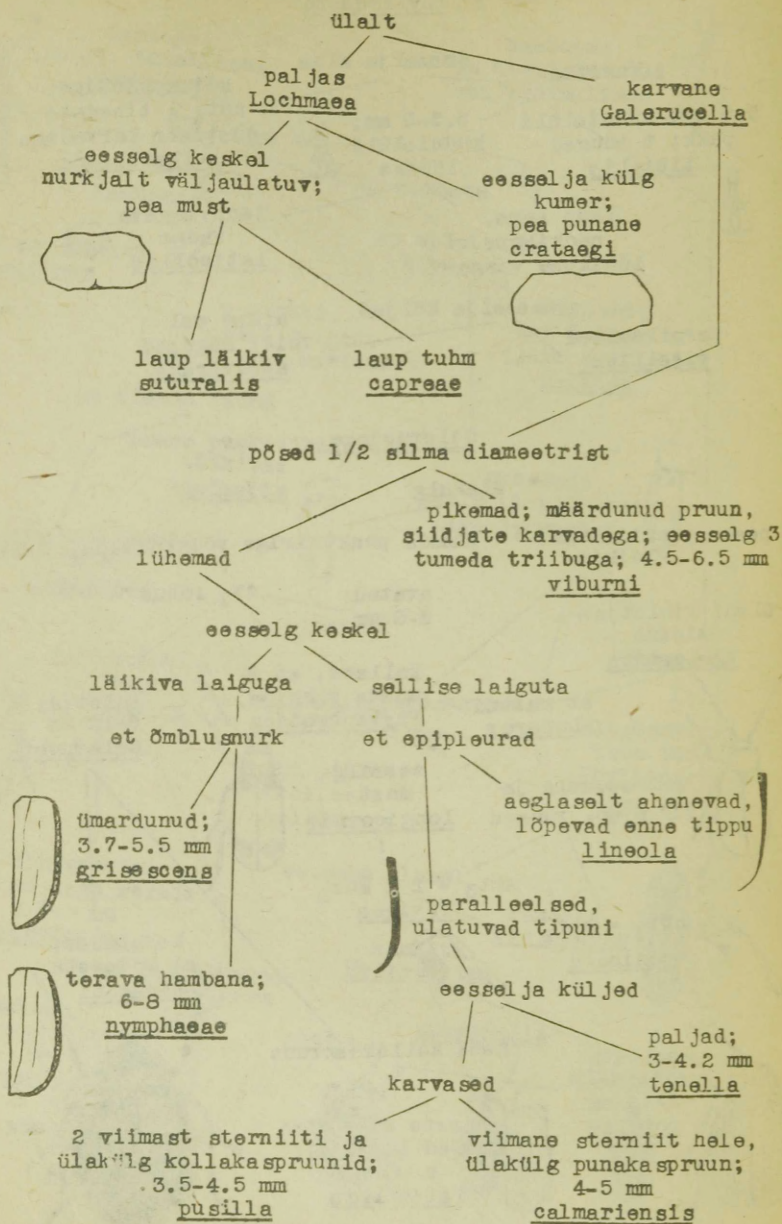 ülalt
paljas
Lochmaea
karvane
Galerucella
eesselg keskel
nurkjalt väljaulatuv;
pea must
eesselja külg
kumer;
pea punane
crataegi
laup läikiv
suturalis
laup tuhm
capreae
põsed 1/2 silma diameetrist
pikemad; määrdunud pruun,
siidjate karvadega; eesselg 3
tumeda triibuga; 4.5-6.5 mm
viburni
lühemad
eesselg keskel
läikiva laiguga
sellise laiguta
et õmblusnurk
et epipleurad
ümardunud;
3.7-5.5 mm
grisescens
aeglaselt ahenevad,
lõpevad enne tippu
lineola
paralleelsed,
ulatuvad tipuni
terava hambana;
6-8 mm
nymphaeae
eesselja küljed
karvased
paljad;
3-4.2 mm
tenella
2 viimast sterniiti ja
ülakülg kollakaspruunid;
3.5-4.5 mm
pusilla
viimane sterniit hele,
ülakülg punakaspruun;
4-5 mm
calmariensis